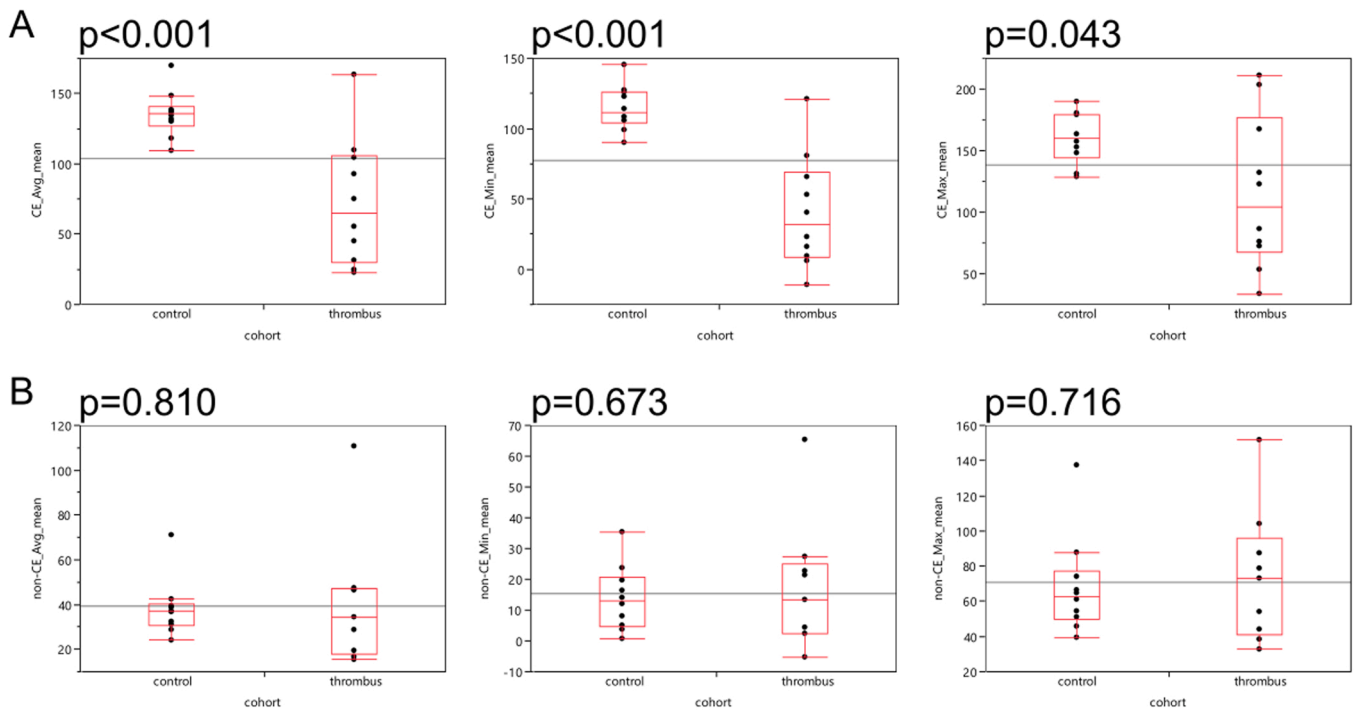 A
p<0.001
p<0.001
p=0.043
CE_Avg_mean
150
100
50
0
control
thrombus
cohort
CE_Min_mean
150
100
50
0
control
thrombus
cohort
CE_Max_mean
200
150
100
50
control
thrombus
cohort
B
p=0.810
p=0.673
p=0.716
non-CE_Avg_mean
120
100
80
60
40
20
control
thrombus
cohort
non-CE_Min_mean
70
60
50
40
30
20
10
0
-10
control
thrombus
cohort
non-CE_Max_mean
160
140
120
100
80
60
40
20
control
thrombus
cohort